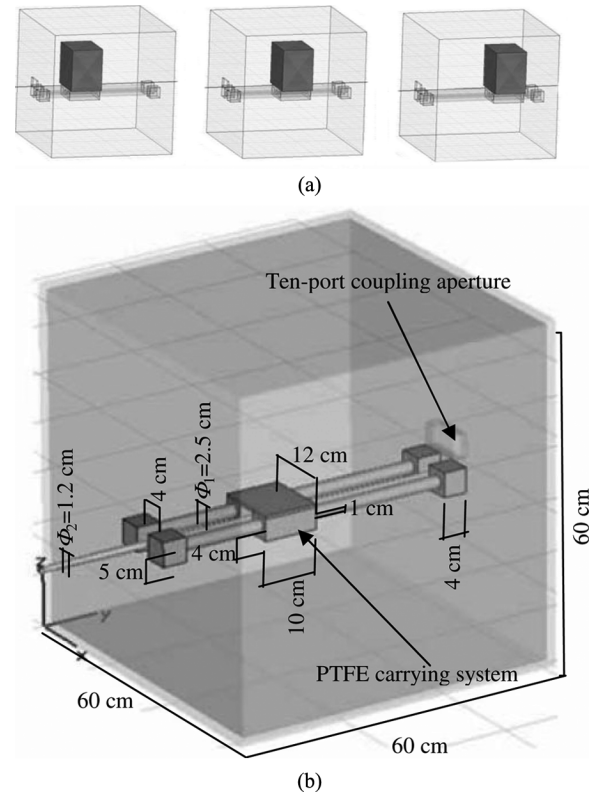 (a)
Ten-port coupling aperture
Φ₂=1.2 cm
4 cm
Φ₁=2.5 cm
12 cm
1 cm
5 cm
4 cm
10 cm
4 cm
60 cm
z
y
x
PTFE carrying system
60 cm
60 cm
(b)